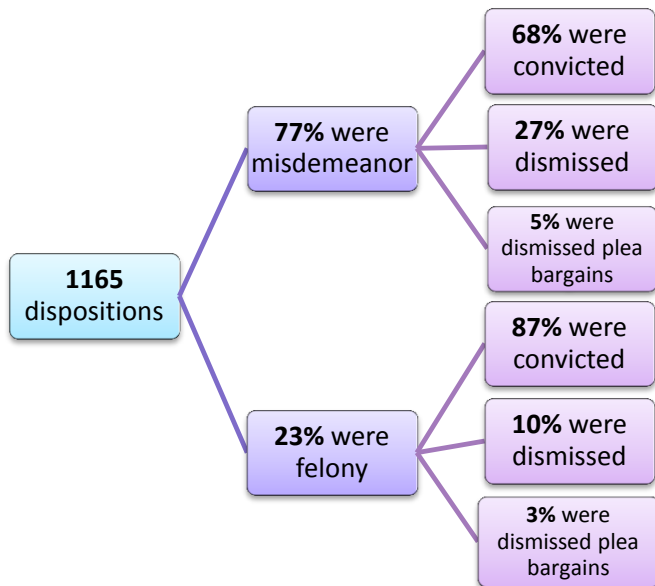 1165
dispositions
77% were
misdemeanor
68% were
convicted
27% were
dismissed
5% were
dismissed plea
bargains
23% were
felony
87% were
convicted
10% were
dismissed
3% were
dismissed plea
bargains